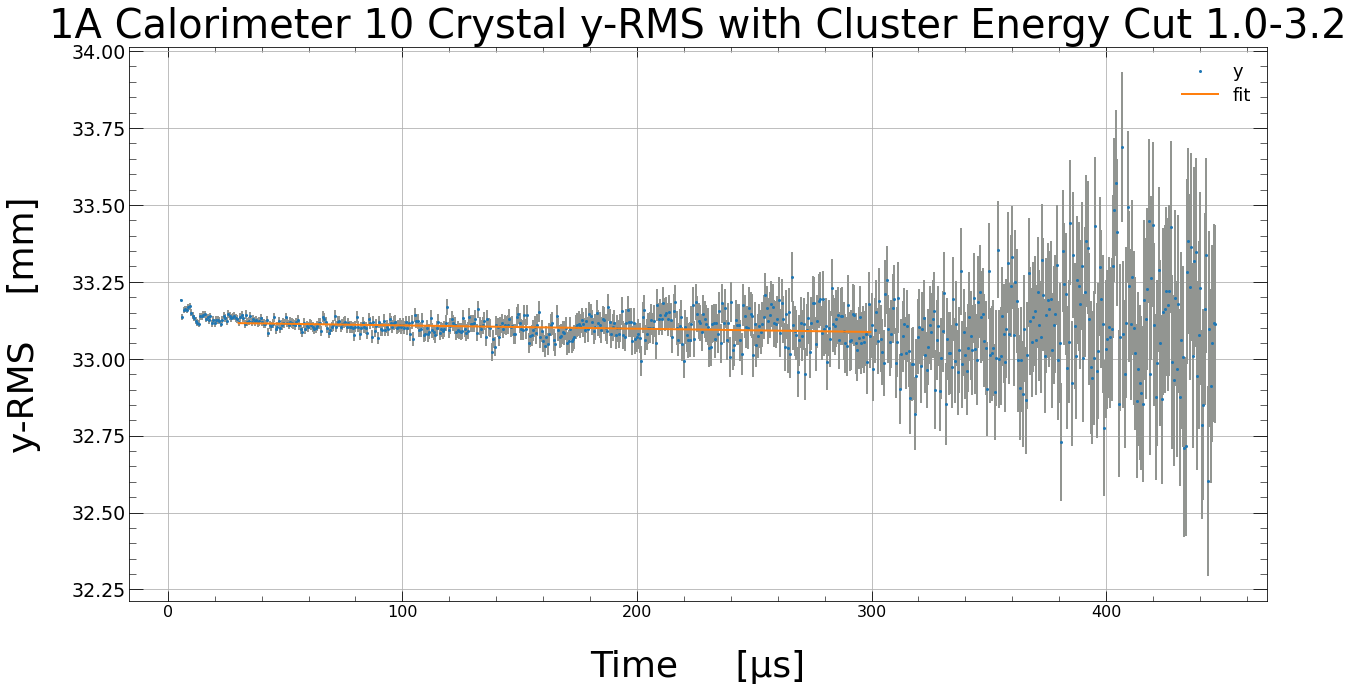 1A Calorimeter 10 Crystal y-RMS with Cluster Energy Cut 1.0-3.2
y
fit
34.00
33.75
33.50
33.25
33.00
32.75
32.50
32.25
y-RMS [mm]
0 100 200 300 400
Time [µs]